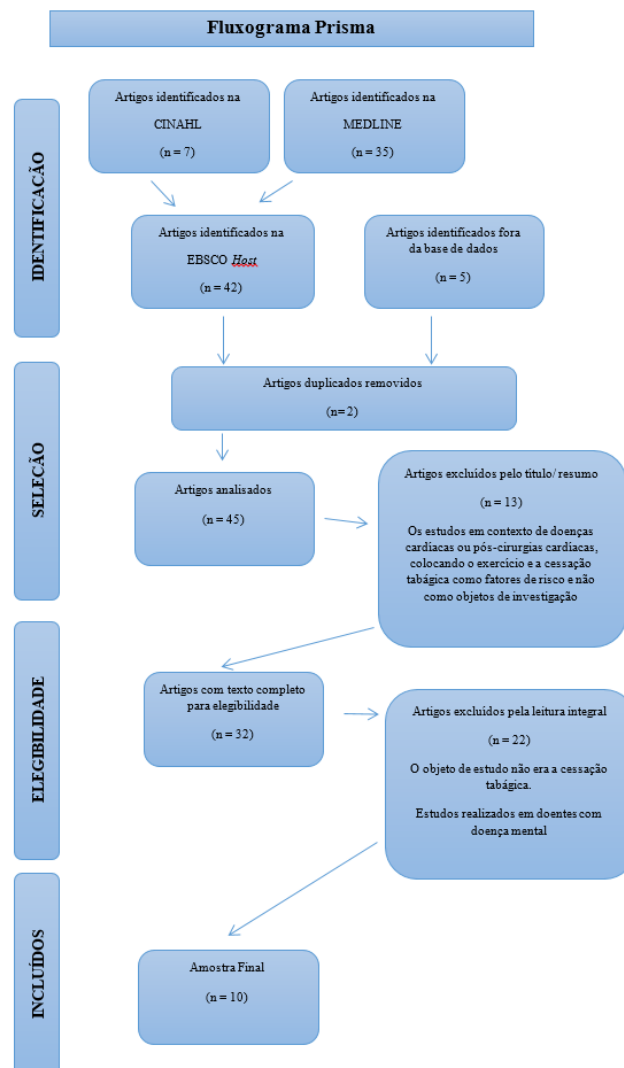 Fluxograma Prisma
IDENTIFICAÇÃO
Artigos identificados na
CINAHL
(n = 7)
Artigos identificados na
MEDLINE
(n = 35)
Artigos identificados na
EBSCO Host
(n = 42)
Artigos identificados fora
da base de dados
(n = 5)
SELEÇÃO
Artigos duplicados removidos
(n= 2)
Artigos analisados
(n = 45)
Artigos excluídos pelo título/ resumo
(n = 13)
Os estudos em contexto de doenças
cardíacas ou pós-cirurgias cardíacas,
colocando o exercício e a cessação
tabágica como fatores de risco e não
como objetos de investigação
ELEGIBILIDADE
Artigos com texto completo
para elegibilidade
(n = 32)
Artigos excluídos pela leitura integral
(n = 22)
O objeto de estudo não era a cessação
tabágica.
Estudos realizados em doentes com
doença mental
INCLUÍDOS
Amostra Final
(n = 10)